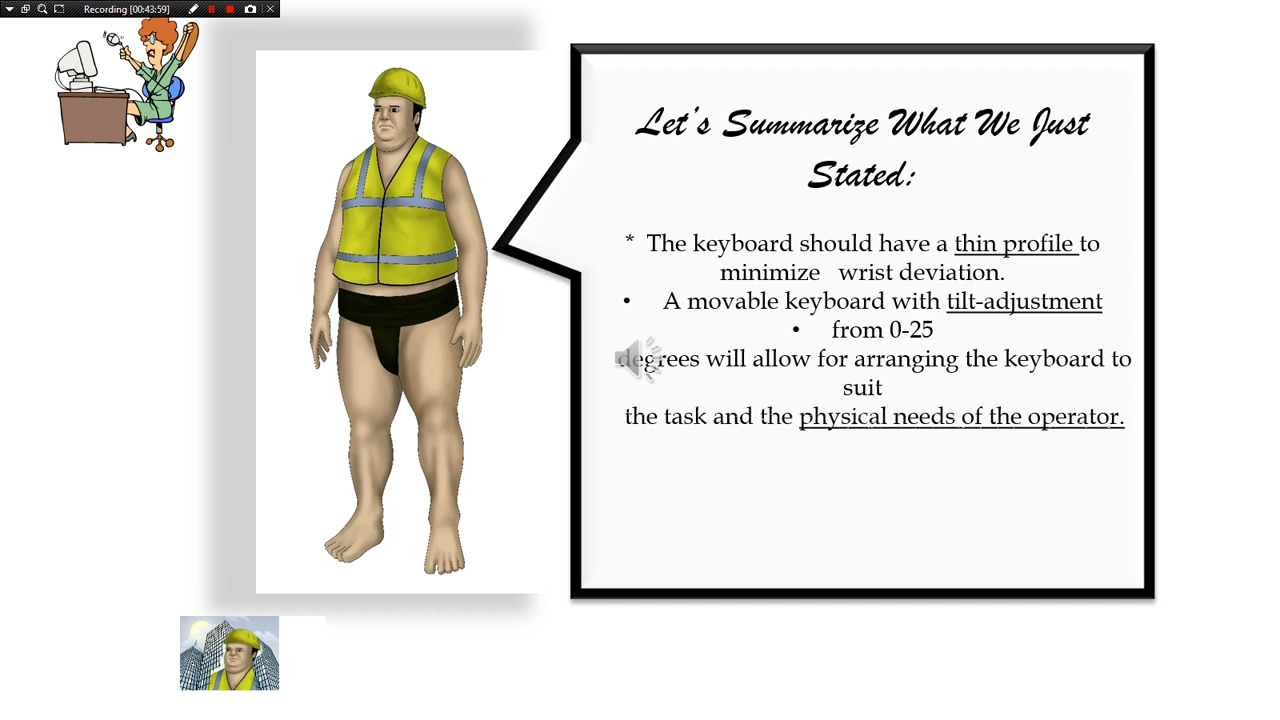 Recording [00:43:59]
Let's Summarize What We Just
Stated:
* The keyboard should have a thin profile to
minimize wrist deviation.
• A movable keyboard with tilt-adjustment
• from 0-25
degrees will allow for arranging the keyboard to
suit
the task and the physical needs of the operator.